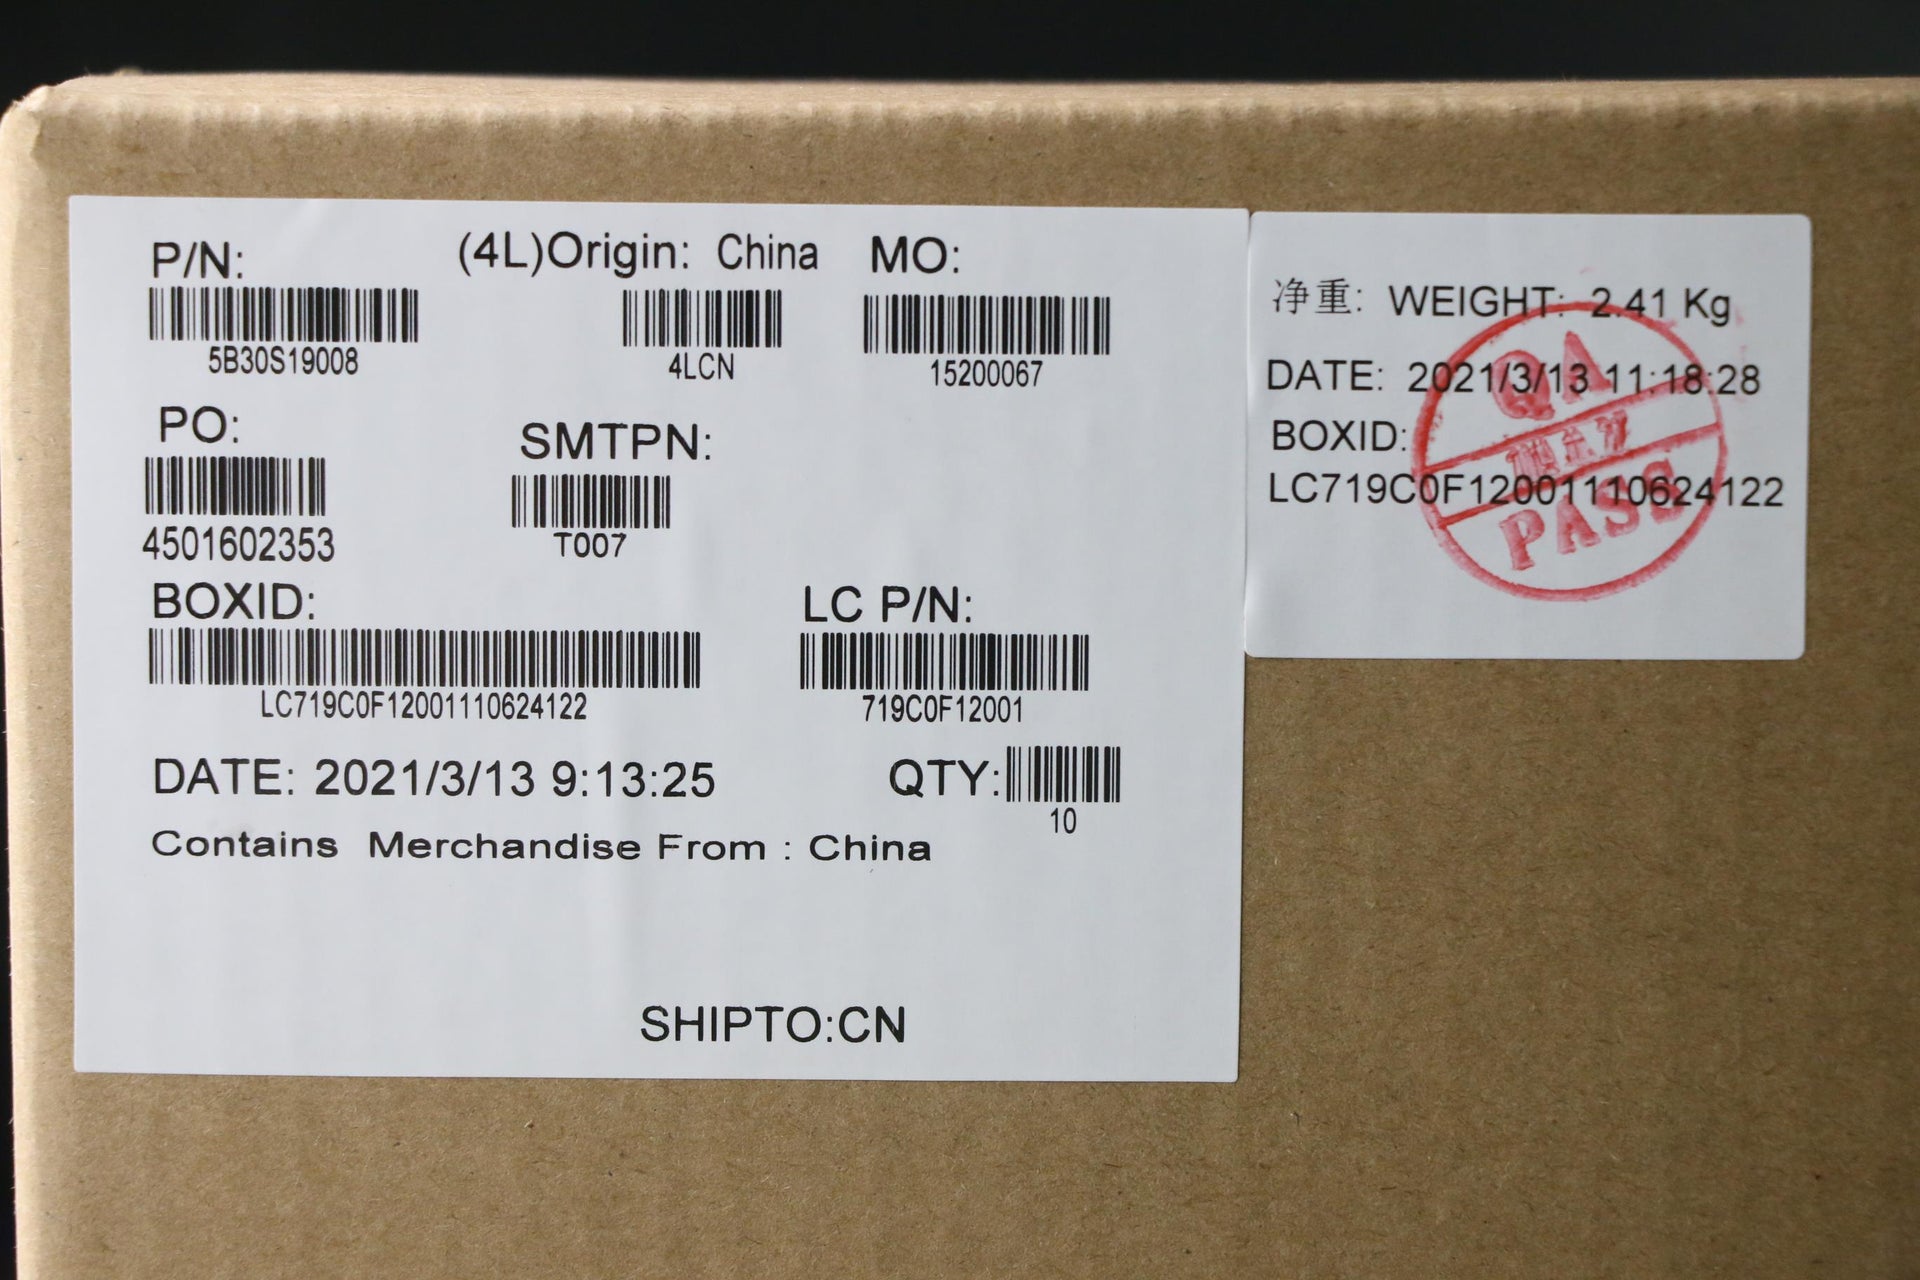 P/N: (4L)Origin: China MO:
5B30S19008 4LCN 15200067
PO: SMTPN:
4501602353 T007
BOXID: LC P/N:
LC719C0F12001110624122 719C0F12001
DATE: 2021/3/13 9:13:25 QTY:
10
Contains Merchandise From : China
SHIPTO:CN
净重: WEIGHT: 2.41 Kg
DATE: 2021/3/13 11:18:28
BOXID:
LC719C0F12001110624122
QA
PASS